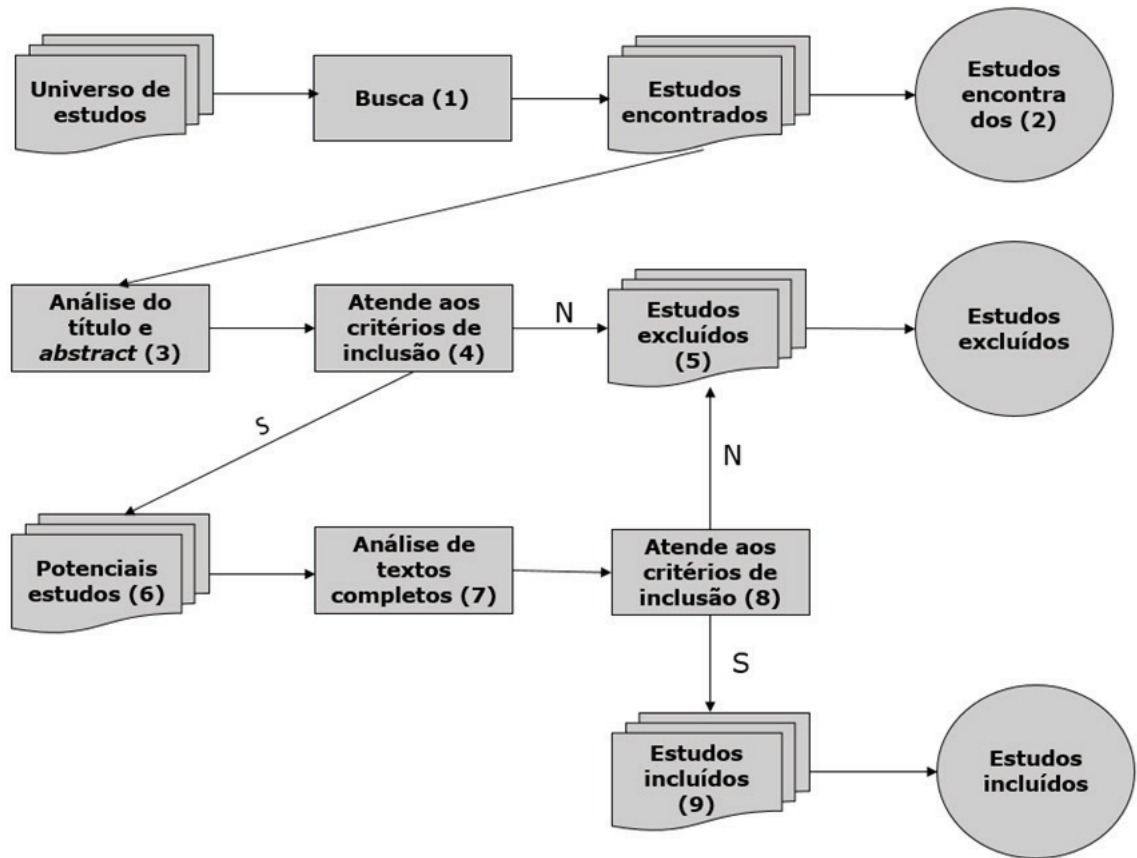 Universo de
estudos
Busca (1)
Estudos
encontrados
Estudos
encontra
dos (2)
Análise do
título e
abstract (3)
Atende aos
critérios de
inclusão (4)
N
Estudos
excluídos
(5)
Estudos
excluídos
S
N
Potenciais
estudos (6)
Análise de
textos
completos (7)
Atende aos
critérios de
inclusão (8)
S
Estudos
incluídos
(9)
Estudos
incluídos